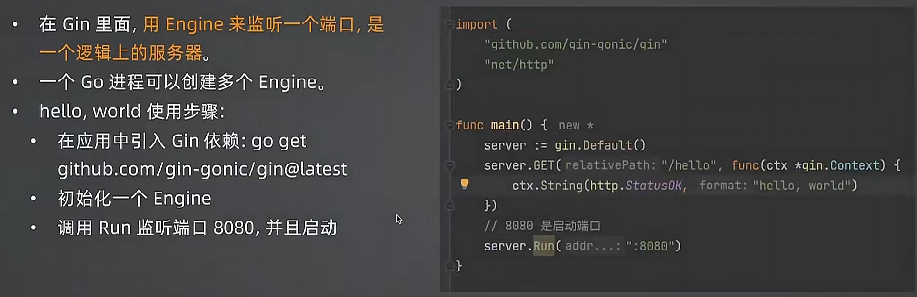 • 在 Gin 里面, 用 Engine 来监听一个端口, 是
一个逻辑上的服务器。
• 一个 Go 进程可以创建多个 Engine。
• hello, world 使用步骤:
• 在应用中引入 Gin 依赖: go get
github.com/gin-gonic/gin@latest
• 初始化一个 Engine
• 调用 Run 监听端口 8080, 并且启动
import (
"github.com/gin-gonic/gin"
"net/http"
)
func main() { new *
server := gin.Default()
server.GET( relativePath: "/hello", func(ctx *gin.Context) {
ctx.String(http.StatusOK, format: "hello, world")
})
// 8080 是启动端口
server.Run( addr...: ":8080")
}